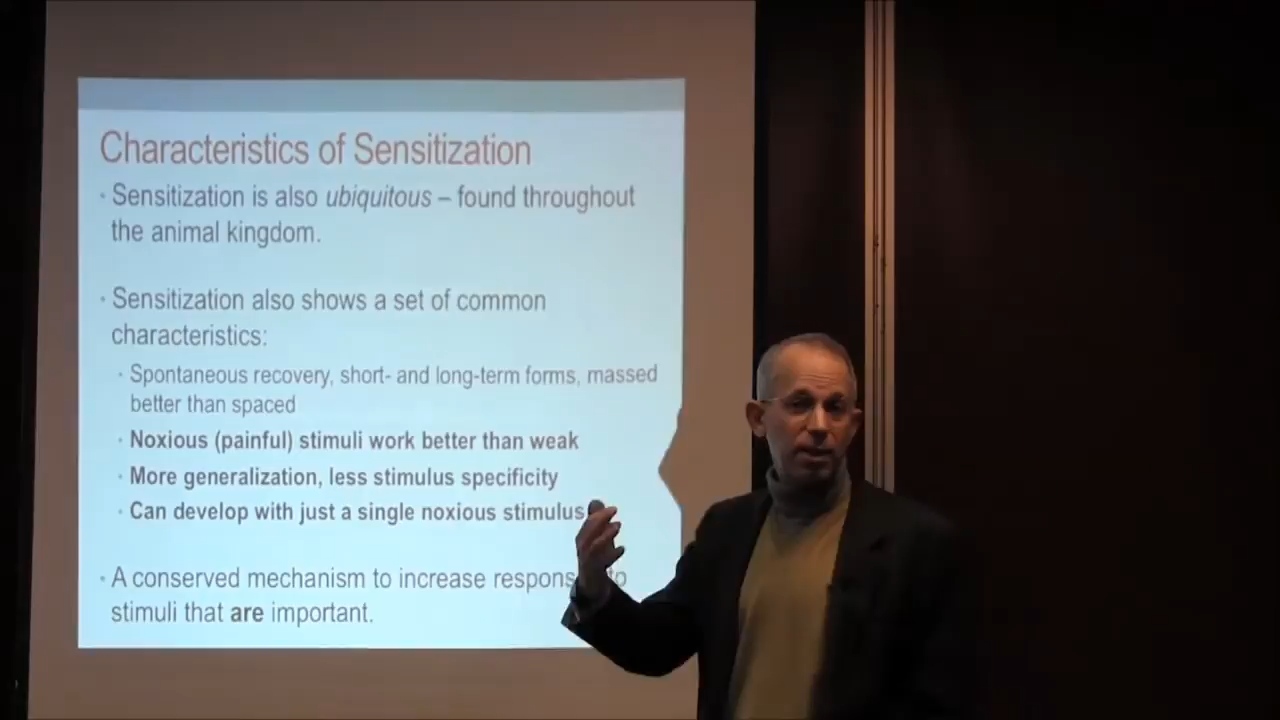 Characteristics of Sensitization
· Sensitization is also ubiquitous – found throughout
the animal kingdom.
· Sensitization also shows a set of common
characteristics:
· Spontaneous recovery, short- and long-term forms, massed
better than spaced
· Noxious (painful) stimuli work better than weak
· More generalization, less stimulus specificity
· Can develop with just a single noxious stimulus
· A conserved mechanism to increase to
stimuli that are important.